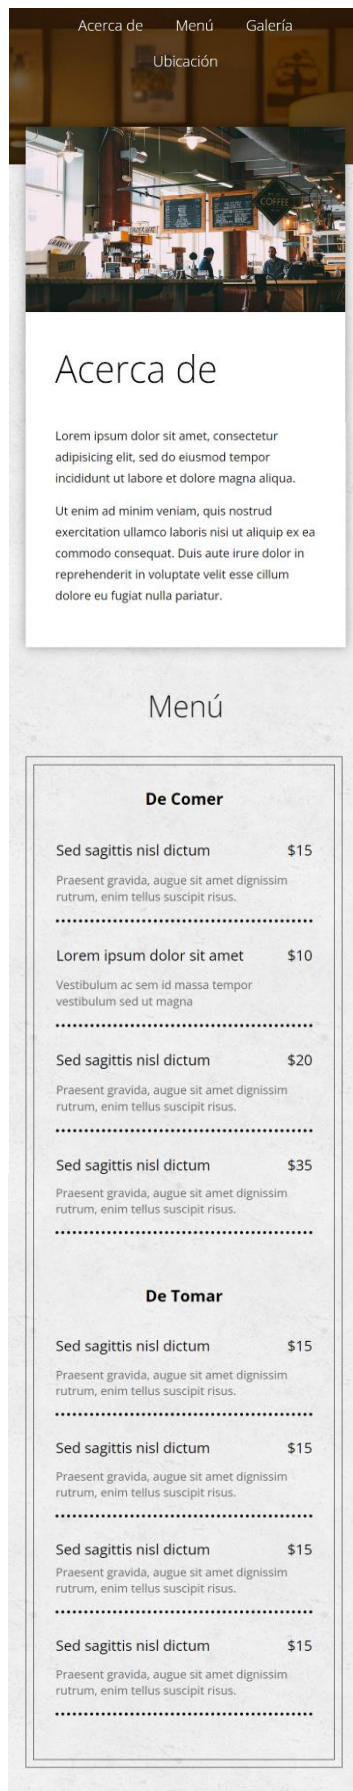 Acerca de Menú Galería
Ubicación
COFFEE
Acerca de
Lorem ipsum dolor sit amet, consectetur
adipisicing elit, sed do eiusmod tempor
incididunt ut labore et dolore magna aliqua.
Ut enim ad minim veniam, quis nostrud
exercitation ullamco laboris nisi ut aliquip ex ea
commodo consequat. Duis aute irure dolor in
reprehenderit in voluptate velit esse cillum
dolore eu fugiat nulla pariatur.
Menú
De Comer
Sed sagittis nisl dictum $15
Praesent gravida, augue sit amet dignissim
rutrum, enim tellus suscipit risus.
Lorem ipsum dolor sit amet $10
Vestibulum ac sem id massa tempor
vestibulum sed ut magna
Sed sagittis nisl dictum $20
Praesent gravida, augue sit amet dignissim
rutrum, enim tellus suscipit risus.
Sed sagittis nisl dictum $35
Praesent gravida, augue sit amet dignissim
rutrum, enim tellus suscipit risus.
De Tomar
Sed sagittis nisl dictum $15
Praesent gravida, augue sit amet dignissim
rutrum, enim tellus suscipit risus.
Sed sagittis nisl dictum $15
Praesent gravida, augue sit amet dignissim
rutrum, enim tellus suscipit risus.
Sed sagittis nisl dictum $15
Praesent gravida, augue sit amet dignissim
rutrum, enim tellus suscipit risus.
Sed sagittis nisl dictum $15
Praesent gravida, augue sit amet dignissim
rutrum, enim tellus suscipit risus.